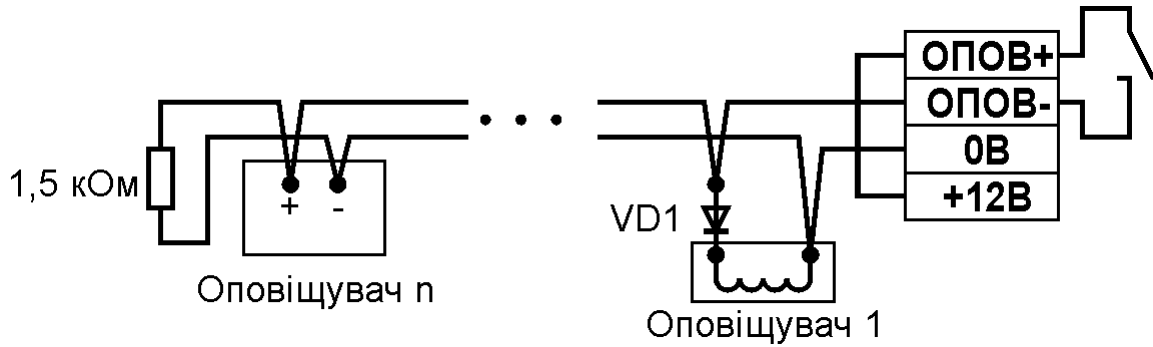 ОПОВ+
ОПОВ-
0В
+12В
1,5 кОм
+ -
VD1
Оповіщувач n
Оповіщувач 1